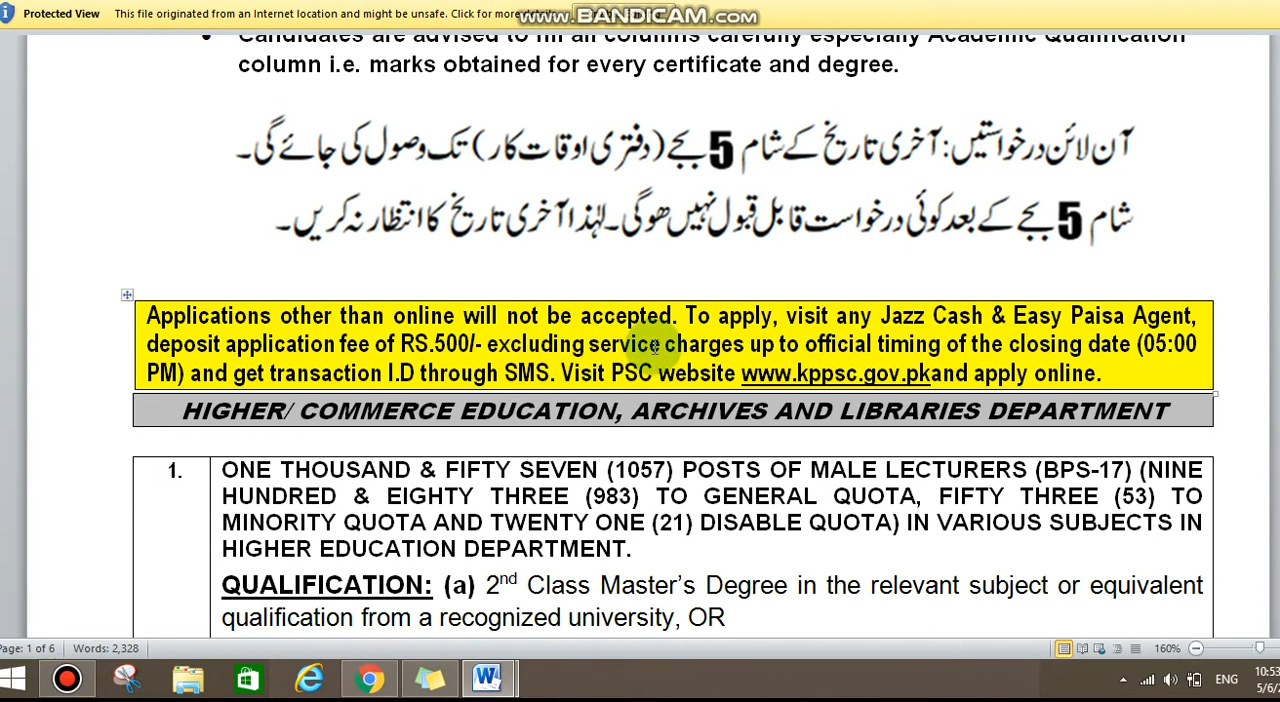 Protected View This file originated from an Internet location and might be unsafe. Click for more
www.BANDICAM.com
Candidates are advised to fill all columns carefully especially Academic Qualification
column i.e. marks obtained for every certificate and degree.
آن لائن درخواستیں: آخری تاریخ کے شام 5 بجے (دفتری اوقات کار) تک وصول کی جائے گی۔
شام 5 بجے کے بعد کوئی درخواست قابل قبول نہیں ھوگی۔ لہٰذا آخری تاریخ کا انتظار نہ کریں۔
Applications other than online will not be accepted. To apply, visit any Jazz Cash & Easy Paisa Agent,
deposit application fee of RS.500/- excluding service charges up to official timing of the closing date (05:00
PM) and get transaction I.D through SMS. Visit PSC website www.kppsc.gov.pkand apply online.
HIGHER/ COMMERCE EDUCATION, ARCHIVES AND LIBRARIES DEPARTMENT
1. ONE THOUSAND & FIFTY SEVEN (1057) POSTS OF MALE LECTURERS (BPS-17) (NINE
HUNDRED & EIGHTY THREE (983) TO GENERAL QUOTA, FIFTY THREE (53) TO
MINORITY QUOTA AND TWENTY ONE (21) DISABLE QUOTA) IN VARIOUS SUBJECTS IN
HIGHER EDUCATION DEPARTMENT.
QUALIFICATION: (a) 2nd Class Master's Degree in the relevant subject or equivalent
qualification from a recognized university, OR
Page: 1 of 6 Words: 2,328 160%
ENG 10:53
5/6/2